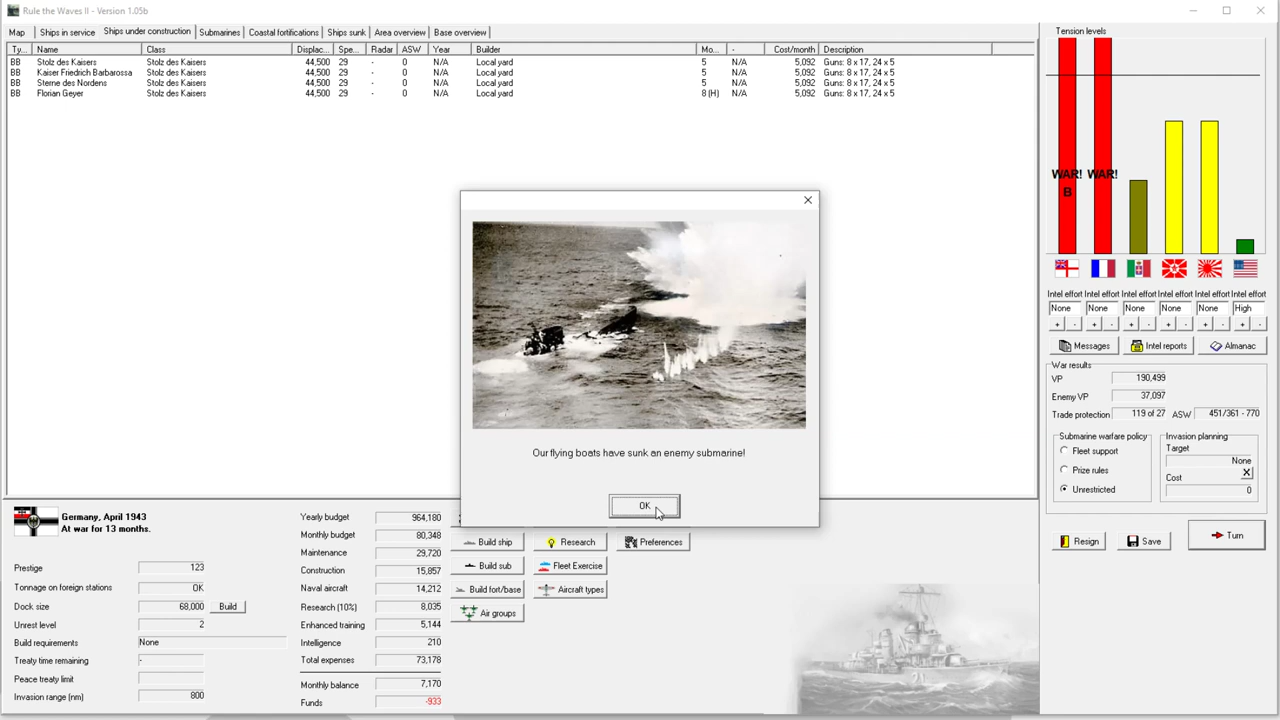 Rule the Waves II - Version 1.05b
Map Ships in service Ships under construction Submarines Coastal fortifications Ships sunk Area overview Base overview
Ty... Name Class Displac... Spe... Radar ASW Year Builder Mo... - Cost/month Description
BB Stolz des Kaisers Stolz des Kaisers 44,500 29 - 0 N/A Local yard 5 N/A 5,092 Guns: 8 x 17, 24 x 5
BB Kaiser Friedrich Barbarossa Stolz des Kaisers 44,500 29 - 0 N/A Local yard 5 N/A 5,092 Guns: 8 x 17, 24 x 5
BB Sterne des Nordens Stolz des Kaisers 44,500 29 - 0 N/A Local yard 5 N/A 5,092 Guns: 8 x 17, 24 x 5
BB Florian Geyer Stolz des Kaisers 44,500 29 - 0 N/A Local yard 8 (H) N/A 5,092 Guns: 8 x 17, 24 x 5
Our flying boats have sunk an enemy submarine!
OK
Tension levels
WAR! WAR!
B
Intel effort Intel effort Intel effort Intel effort Intel effort Intel effort
None None None None None High
+ - + - + - + - + - + -
Messages Intel reports Almanac
War results
VP 190,499
Enemy VP 37,097
Trade protection 119 of 27 ASW 451/361 - 770
Submarine warfare policy
Fleet support
Prize rules
Unrestricted
Invasion planning
Target
None
Cost X
0
Resign Save Turn
Germany, April 1943
At war for 13 months.
Prestige 123
Tonnage on foreign stations OK
Dock size 68,000 Build
Unrest level 2
Build requirements None
Treaty time remaining -
Peace treaty limit
Invasion range (nm) 800
Yearly budget 964,180
Monthly budget 80,348
Maintenance 29,720
Construction 15,857
Naval aircraft 14,212
Research (10%) 8,035
Enhanced training 5,144
Intelligence 210
Total expenses 73,178
Monthly balance 7,170
Funds -933
Build ship Research Preferences
Build sub Fleet Exercise
Build fort/base Aircraft types
Air groups